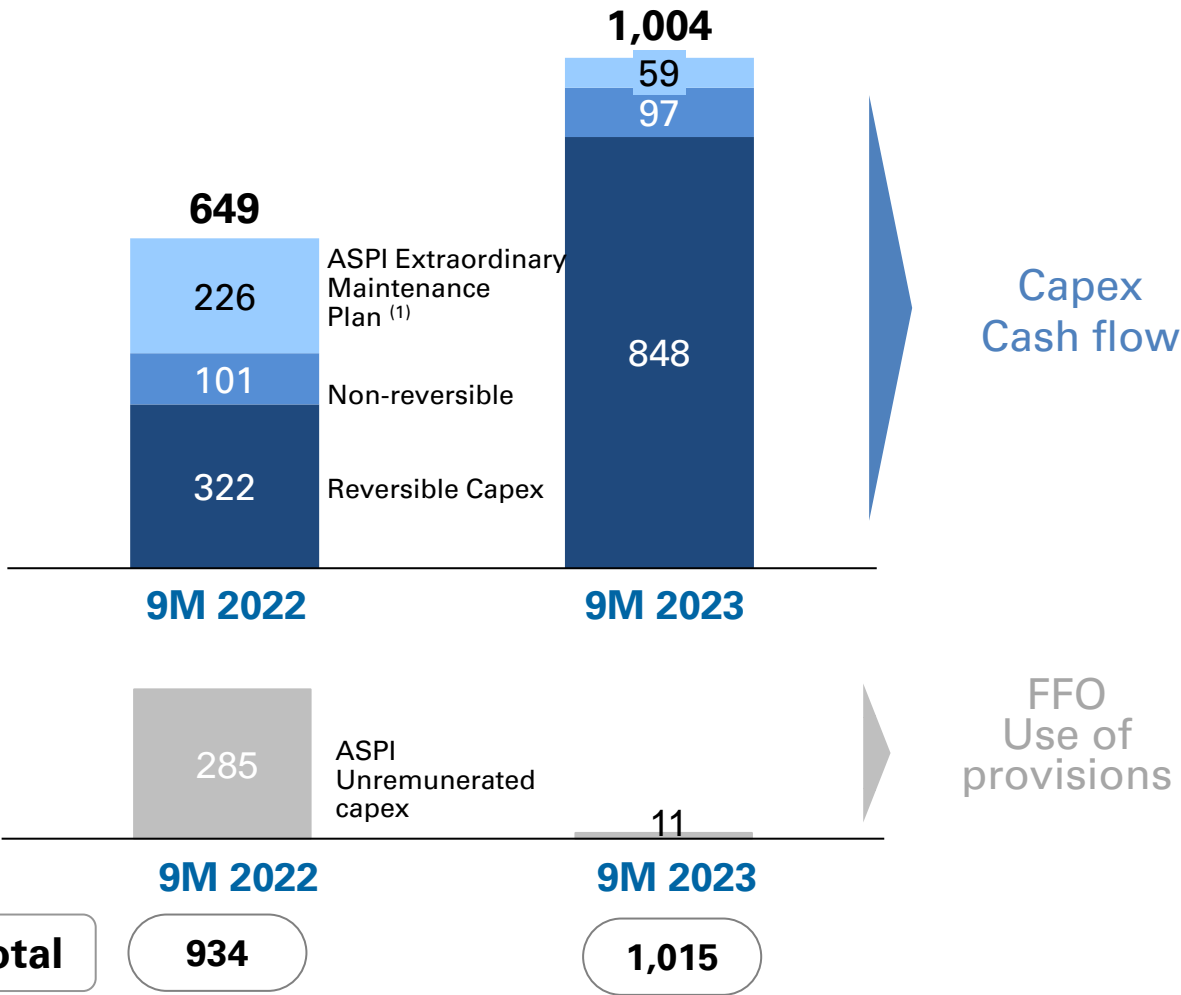 1,004
59
97
848
649
226
101
322
ASPI Extraordinary
Maintenance
Plan (1)
Non-reversible
Reversible Capex
Capex
Cash flow
9M 2022
9M 2023
285
ASPI
Unremunerated
capex
11
FFO
Use of
provisions
9M 2022
9M 2023
otal
934
1,015